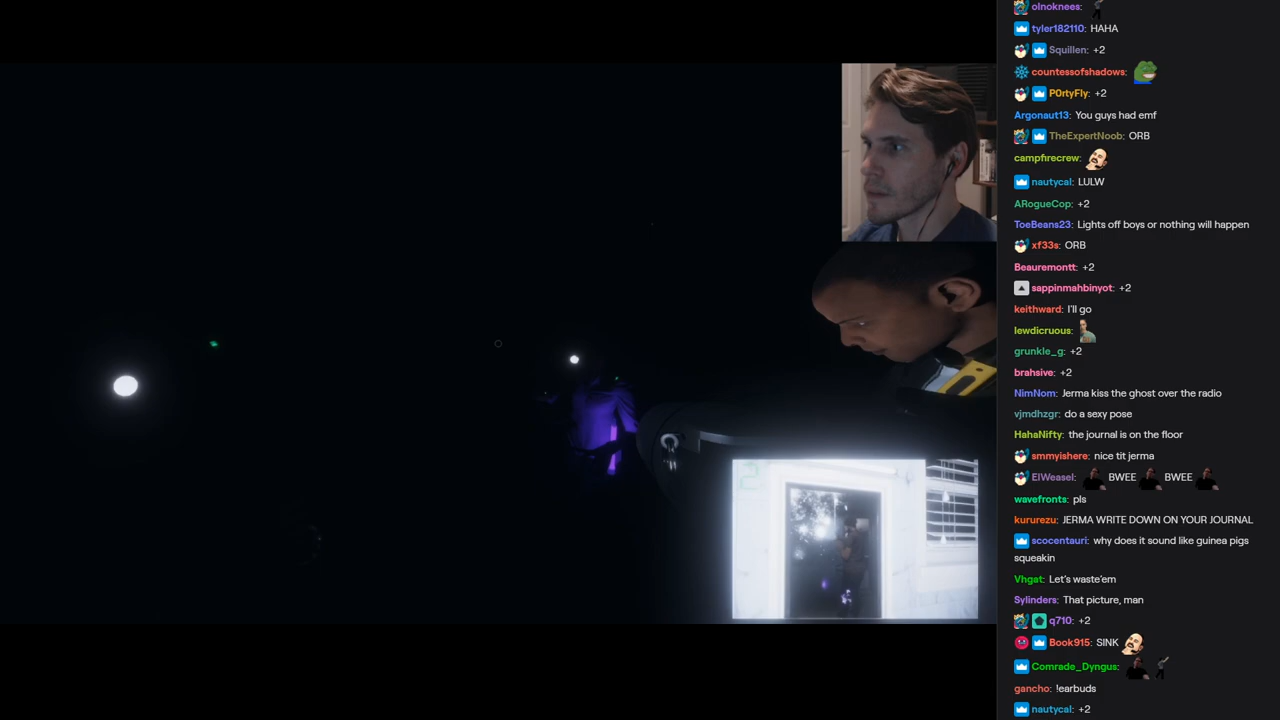 olnoknees:
tyler182110: HAHA
Squillen: +2
countessofshadows:
P0rtyFly: +2
Argonaut13: You guys had emf
TheExpertNoob: ORB
campfirecrew:
nautycal: LULW
ARogueCop: +2
ToeBeans23: Lights off boys or nothing will happen
xf33s: ORB
Beauremontt: +2
sappinmahbinyot: +2
keithward: I'll go
lewdicruous:
grunkle_g: +2
brahsive: +2
NimNom: Jerma kiss the ghost over the radio
vjmdhzgr: do a sexy pose
HahaNifty: the journal is on the floor
smmyishere: nice tit jerma
ElWeasel: BWEE BWEE
wavefronts: pls
kururezu: JERMA WRITE DOWN ON YOUR JOURNAL
scocentauri: why does it sound like guinea pigs
squeakin
Vhgat: Let's waste'em
Sylinders: That picture, man
q710: +2
Book915: SINK
Comrade_Dyngus:
gancho: !earbuds
nautycal: +2